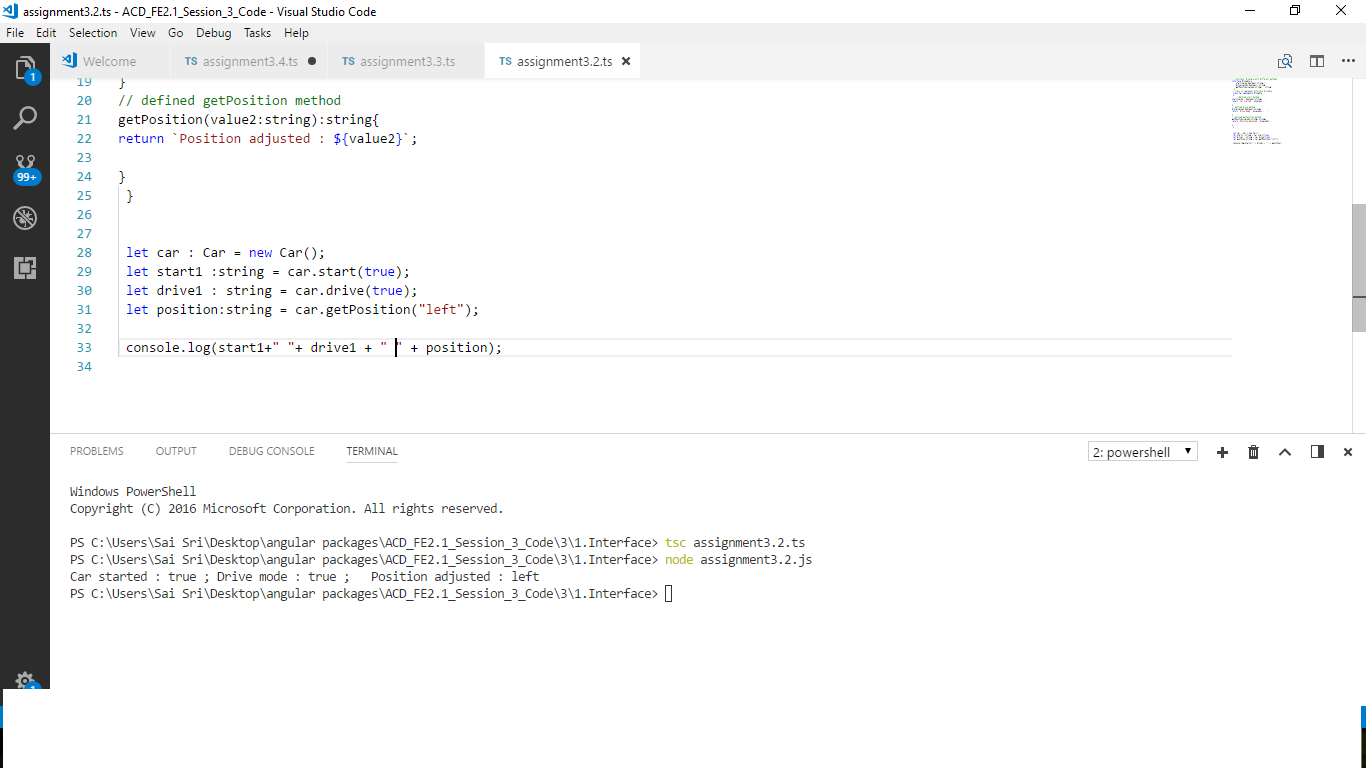 assignment3.2.ts - ACD_FE2.1_Session_3_Code - Visual Studio Code
File Edit Selection View Go Debug Tasks Help
Welcome TS assignment3.4.ts TS assignment3.3.ts TS assignment3.2.ts
1
99+
1
19 }
20 // defined getPosition method
21 getPosition(value2:string):string{
22 return `Position adjusted : ${value2}`;
23
24 }
25 }
26
27
28 let car : Car = new Car();
29 let start1 :string = car.start(true);
30 let drive1 : string = car.drive(true);
31 let position:string = car.getPosition("left");
32
33 console.log(start1+" "+ drive1 + " " + position);
34
PROBLEMS OUTPUT DEBUG CONSOLE TERMINAL 2: powershell
Windows PowerShell
Copyright (C) 2016 Microsoft Corporation. All rights reserved.
PS C:\Users\Sai Sri\Desktop\angular packages\ACD_FE2.1_Session_3_Code\3\1.Interface> tsc assignment3.2.ts
PS C:\Users\Sai Sri\Desktop\angular packages\ACD_FE2.1_Session_3_Code\3\1.Interface> node assignment3.2.js
Car started : true ; Drive mode : true ;   Position adjusted : left
PS C:\Users\Sai Sri\Desktop\angular packages\ACD_FE2.1_Session_3_Code\3\1.Interface>